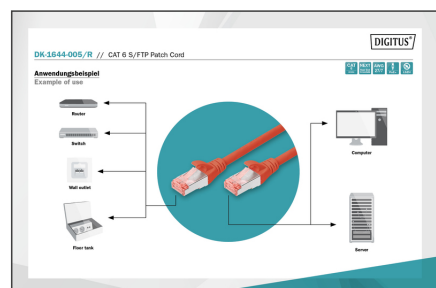 DIGITUS®
DK-1644-005/R // CAT 6 S/FTP Patch Cord
Anwendungsbeispiel
Example of use
Router
Switch
Wall outlet
Floor tank
Computer
Server